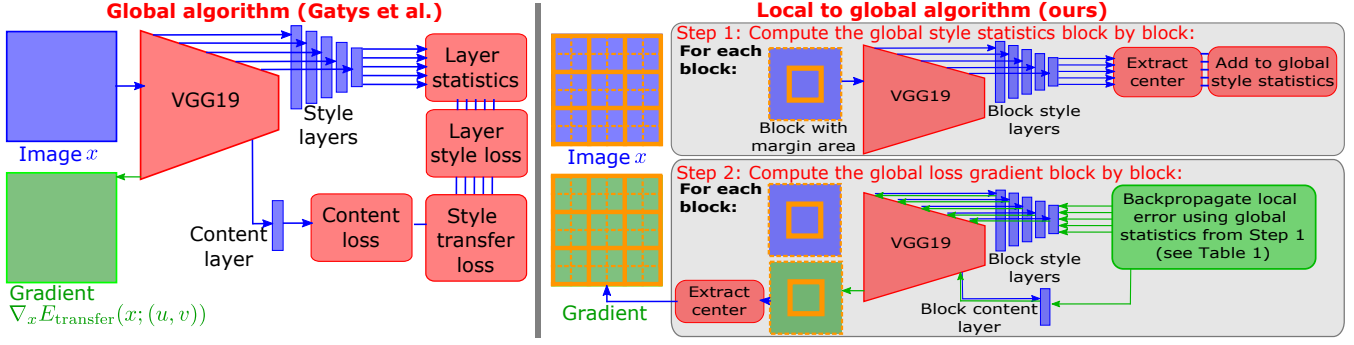 Global algorithm (Gatys et al.)
VGG19
Image x
Style
layers
Layer
statistics
Layer
style loss
Content
layer
Content
loss
Style
transfer
loss
Gradient
∇ₓE_transfer(x; (u, v))
Local to global algorithm (ours)
Image x
Gradient
Step 1: Compute the global style statistics block by block:
For each
block:
Block with
margin area
VGG19
Block style
layers
Extract
center
Add to global
style statistics
Step 2: Compute the global loss gradient block by block:
For each
block:
VGG19
Block style
layers
Backpropagate local
error using global
statistics from Step 1
(see Table 1)
Block content
layer
Extract
center